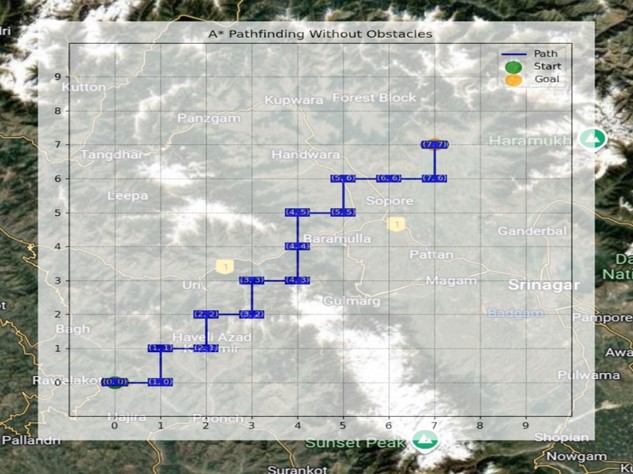 A* Pathfinding Without Obstacles
Path
Start
Goal
9
8
7
6
5
4
3
2
1
0
0 1 2 3 4 5 6 7 8 9
(7, 7)
(5, 6) (6, 6) (7, 6)
(4, 5) (5, 5)
(4, 4)
(3, 3) (4, 3)
(2, 2) (3, 2)
(1, 1) (2, 1)
(0, 0) (1, 0)
Kutton
Kupwara
Forest Block
Panzgam
Haramukh
Tangdhar
Handwara
Leepa
Sopore
1
Ganderbal
Baramulla
Pattan
1
Uri
Magam
Srinagar
Gulmarg
Badgam
Pampore
Bagh
Haveli Azad
Pulwama
Hajira
Poonch
Pallandri
Sunset Peak
Shopian
Nowgam
Surankot